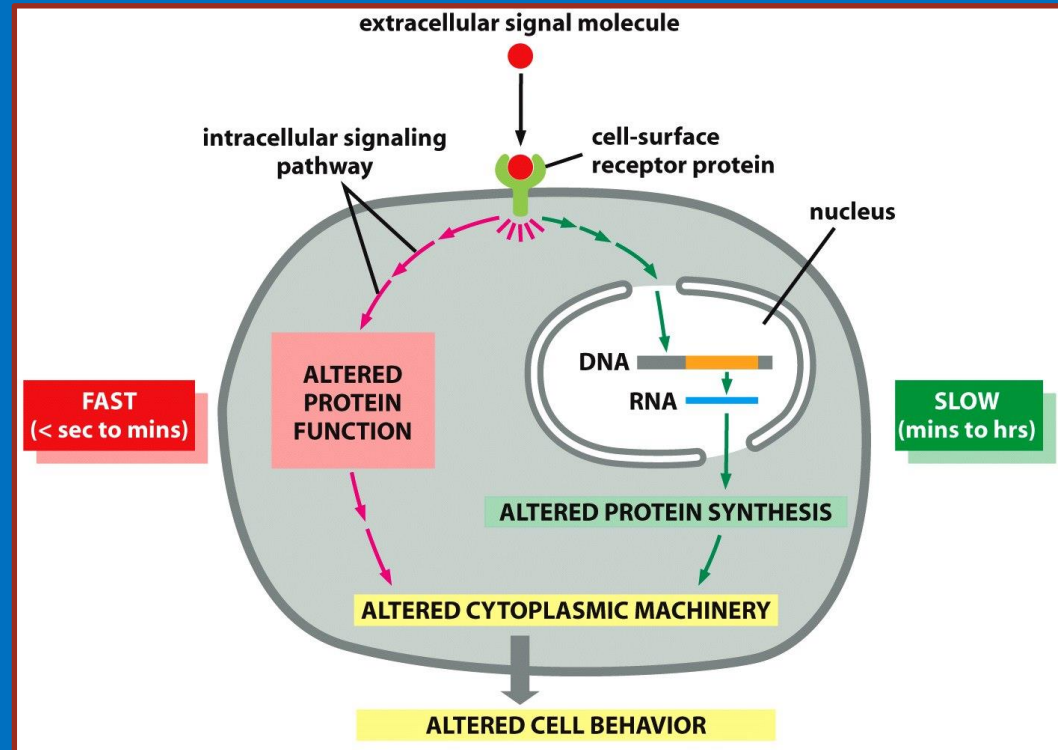 extracellular signal molecule
intracellular signaling
pathway
cell-surface
receptor protein
nucleus
DNA
RNA
ALTERED
PROTEIN
FUNCTION
FAST
(< sec to mins)
SLOW
(mins to hrs)
ALTERED PROTEIN SYNTHESIS
ALTERED CYTOPLASMIC MACHINERY
ALTERED CELL BEHAVIOR